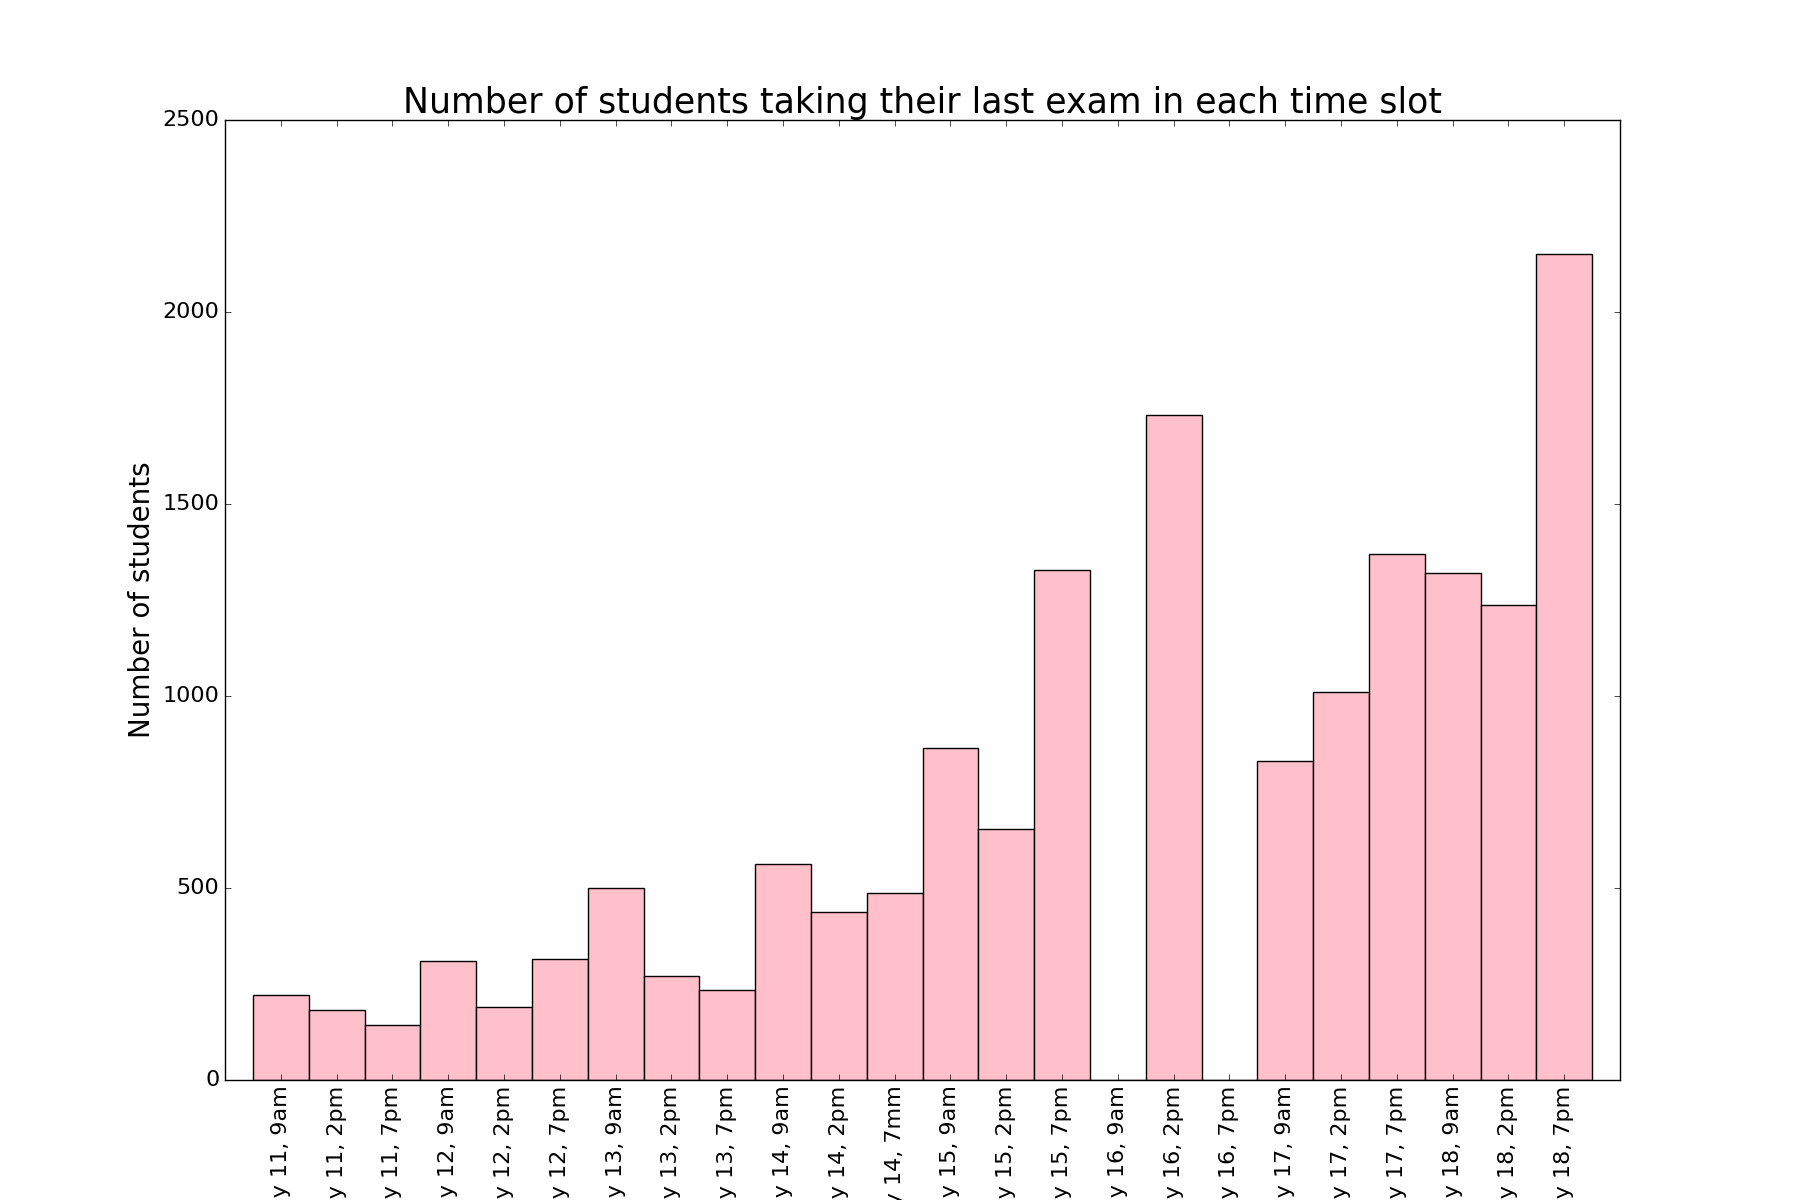 Number of students taking their last exam in each time slot
Number of students
2500
2000
1500
1000
500
0
y 11, 9am
y 11, 2pm
y 11, 7pm
y 12, 9am
y 12, 2pm
y 12, 7pm
y 13, 9am
y 13, 2pm
y 13, 7pm
y 14, 9am
y 14, 2pm
y 14, 7mm
y 15, 9am
y 15, 2pm
y 15, 7pm
y 16, 9am
y 16, 2pm
y 16, 7pm
y 17, 9am
y 17, 2pm
y 17, 7pm
y 18, 9am
y 18, 2pm
y 18, 7pm